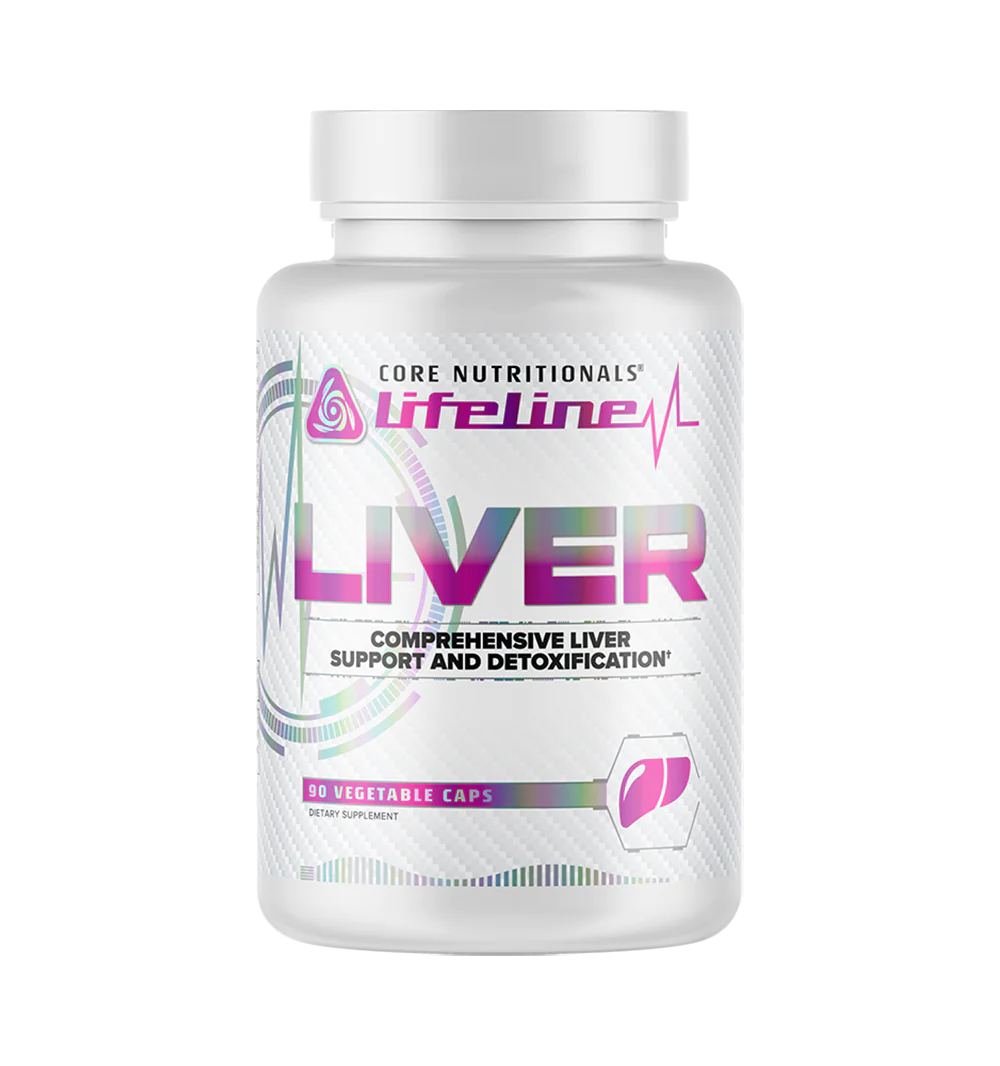 CORE NUTRITIONALS®
Lifeline
LIVER
COMPREHENSIVE LIVER
SUPPORT AND DETOXIFICATION†
90 VEGETABLE CAPS
DIETARY SUPPLEMENT